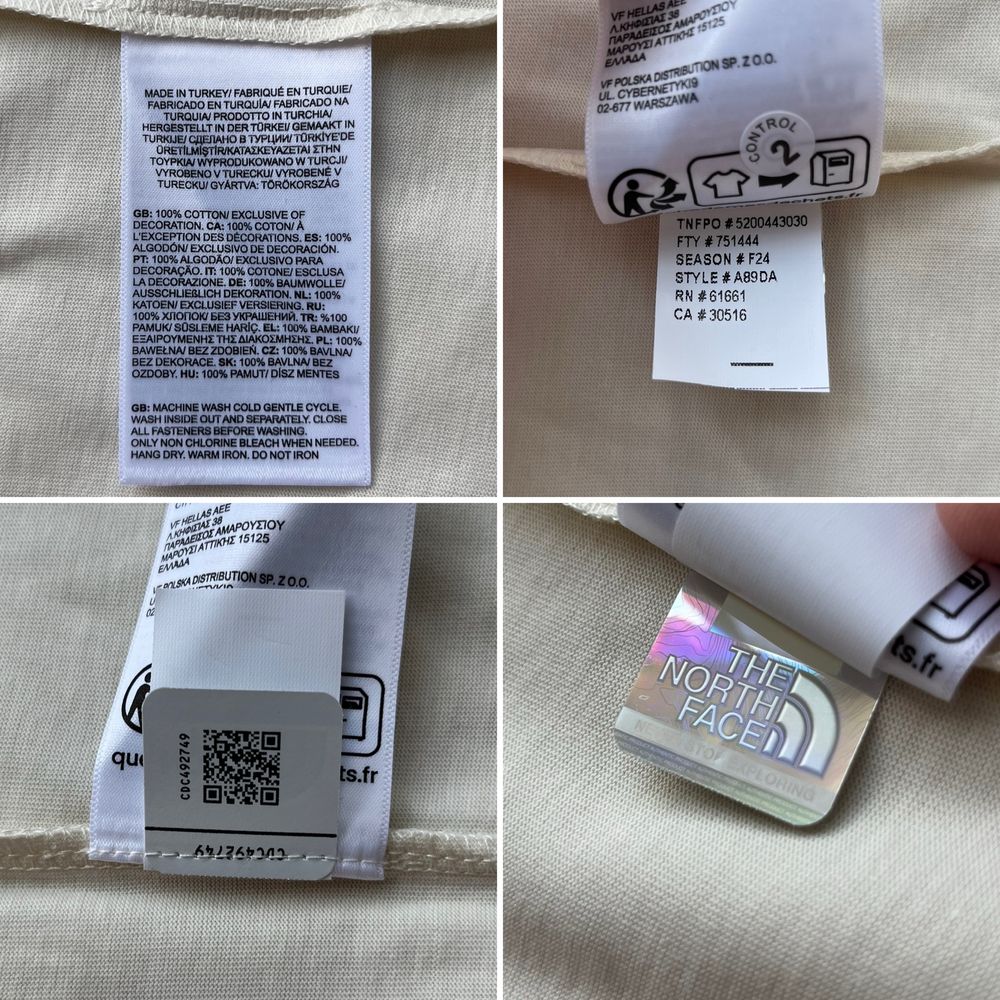 MADE IN TURKEY/ FABRIQUÉ EN TURQUIE/
FABRICADO EN TURQUÍA/ FABRICADO NA
TURQUIA/ PRODOTTO IN TURCHIA/
HERGESTELLT IN DER TÜRKEI/ GEMAAKT IN
TURKIJE/ СДЕЛАНО В ТУРЦИИ/ TÜRKİYE'DE
ÜRETİLMİŞTİR/ ΚΑΤΑΣΚΕΥΑΖΕΤΑΙ ΣΤΗΝ
ΤΟΥΡΚΙΑ/ WYPRODUKOWANO W TURCJI/
VYROBENO V TURECKU/ VYROBENÉ V
TURECKU/ GYÁRTVA: TÖRÖKORSZÁG
GB: 100% COTTON/ EXCLUSIVE OF
DECORATION. CA: 100% COTON/ À
L'EXCEPTION DES DÉCORATIONS. ES: 100%
ALGODÓN/ EXCLUSIVO DE DECORACIÓN.
PT: 100% ALGODÃO/ EXCLUSIVO PARA
DECORAÇÃO. IT: 100% COTONE/ ESCLUSA
LA DECORAZIONE. DE: 100% BAUMWOLLE/
AUSSCHLIEẞLICH DEKORATION. NL: 100%
KATOEN/ EXCLUSIEF VERSIERING. RU:
100% ХЛОПОК/ БЕЗ УКРАШЕНИЙ. TR: %100
PAMUK/ SÜSLEME HARİÇ. EL: 100% ΒΑΜΒΑΚΙ/
ΕΞΑΙΡΟΥΜΕΝΗΣ ΤΗΣ ΔΙΑΚΟΣΜΗΣΗΣ. PL: 100%
BAWEŁNA/ BEZ ZDOBIEŃ. CZ: 100% BAVLNA/
BEZ DEKORACE. SK: 100% BAVLNA/ BEZ
OZDOBY. HU: 100% PAMUT/ DÍSZ MENTES
GB: MACHINE WASH COLD GENTLE CYCLE.
WASH INSIDE OUT AND SEPARATELY. CLOSE
ALL FASTENERS BEFORE WASHING.
ONLY NON CHLORINE BLEACH WHEN NEEDED.
HANG DRY. WARM IRON. DO NOT IRON
VF HELLAS AEE
Λ.ΚΗΦΙΣΙΑΣ 38
ΠΑΡΑΔΕΙΣΟΣ ΑΜΑΡΟΥΣΙΟΥ
ΜΑΡΟΥΣΙ ΑΤΤΙΚΗΣ 15125
ΕΛΛΑΔΑ
VF POLSKA DISTRIBUTION SP. Z O.O.
UL. CYBERNETYKI9
02-677 WARSZAWA
CONTROL
2
TNFPO # 5200443030
FTY # 751444
SEASON # F24
STYLE # A89DA
RN # 61661
CA # 30516
VF HELLAS AEE
Λ.ΚΗΦΙΣΙΑΣ 38
ΠΑΡΑΔΕΙΣΟΣ ΑΜΑΡΟΥΣΙΟΥ
ΜΑΡΟΥΣΙ ΑΤΤΙΚΗΣ 15125
ΕΛΛΑΔΑ
VF POLSKA DISTRIBUTION SP. Z O.O.
que
ts.fr
CDC492749
CDC492749
ts.fr
THE
NORTH
FACE
NEVER STOP EXPLORING